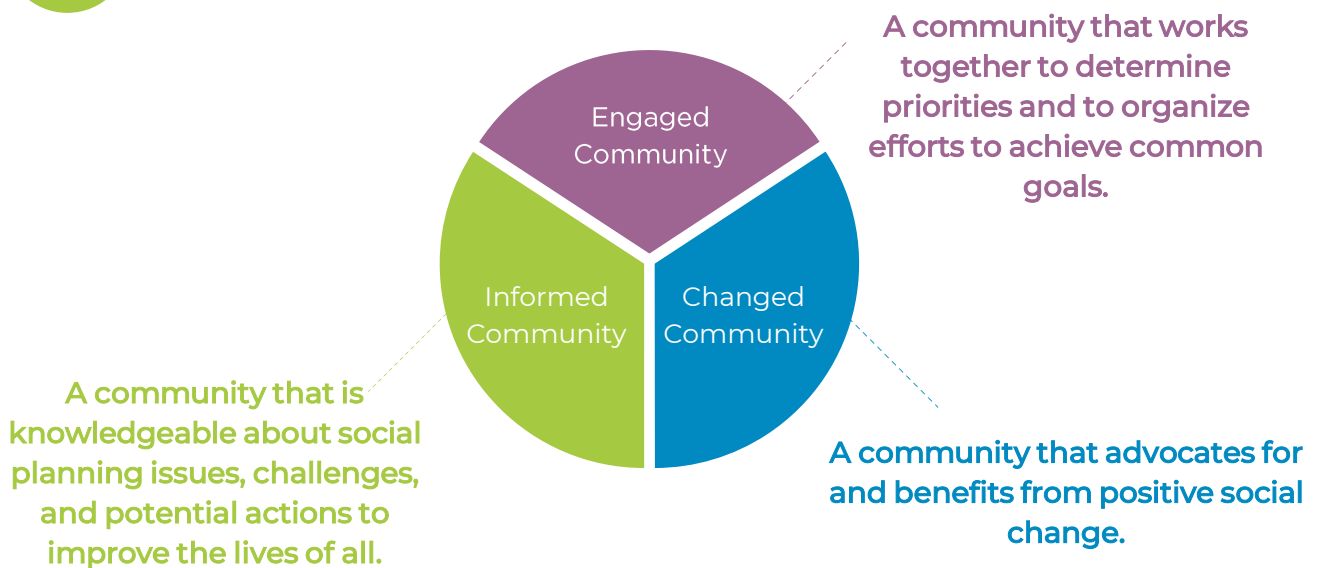 A community that works
together to determine
priorities and to organize
efforts to achieve common
goals.
Engaged
Community
Informed
Community
Changed
Community
A community that is
knowledgeable about social
planning issues, challenges,
and potential actions to
improve the lives of all.
A community that advocates for
and benefits from positive social
change.